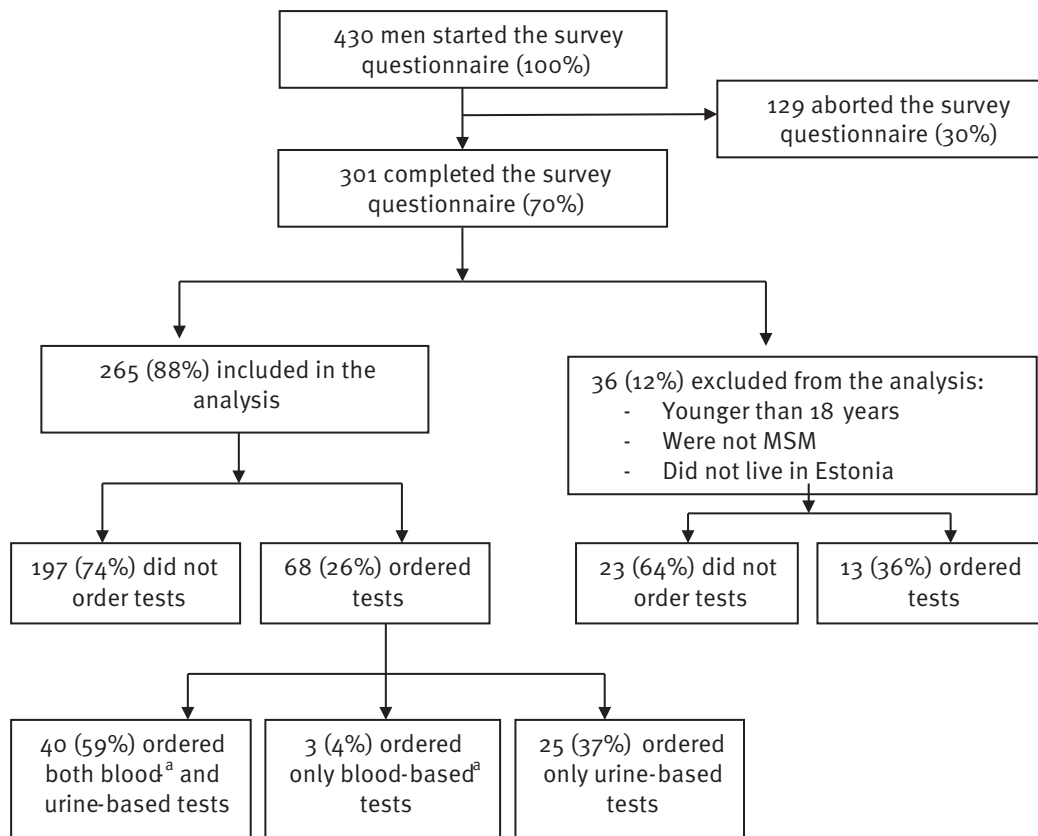 430 men started the survey
questionnaire (100%)
129 aborted the survey
questionnaire (30%)
301 completed the survey
questionnaire (70%)
265 (88%) included in the
analysis
36 (12%) excluded from the analysis:
- Younger than 18 years
- Were not MSM
- Did not live in Estonia
197 (74%) did not
order tests
68 (26%) ordered
tests
23 (64%) did not
order tests
13 (36%) ordered
tests
40 (59%) ordered
both blood-a and
urine-based tests
3 (4%) ordered
only blood-baseda
tests
25 (37%) ordered
only urine-based
tests